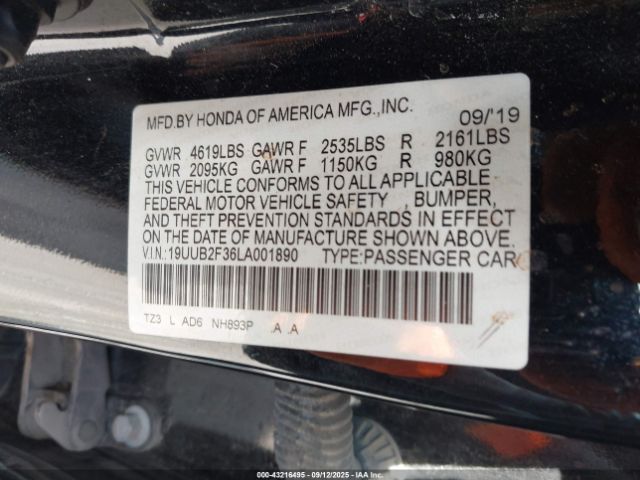 MFD.BY HONDA OF AMERICA MFG.,INC.
09/'19
GVWR 4619LBS GAWR F 2535LBS R 2161LBS
GVWR 2095KG GAWR F 1150KG R 980KG
THIS VEHICLE CONFORMS TO ALL APPLICABLE
FEDERAL MOTOR VEHICLE SAFETY , BUMPER,
AND THEFT PREVENTION STANDARDS IN EFFECT
ON THE DATE OF MANUFACTURE SHOWN ABOVE.
V.I.N.:19UUB2F36LA001890 TYPE:PASSENGER CAR
TZ3 L AD6 NH893P A A
000-43216495 - 09/12/2025 - IAA Inc.